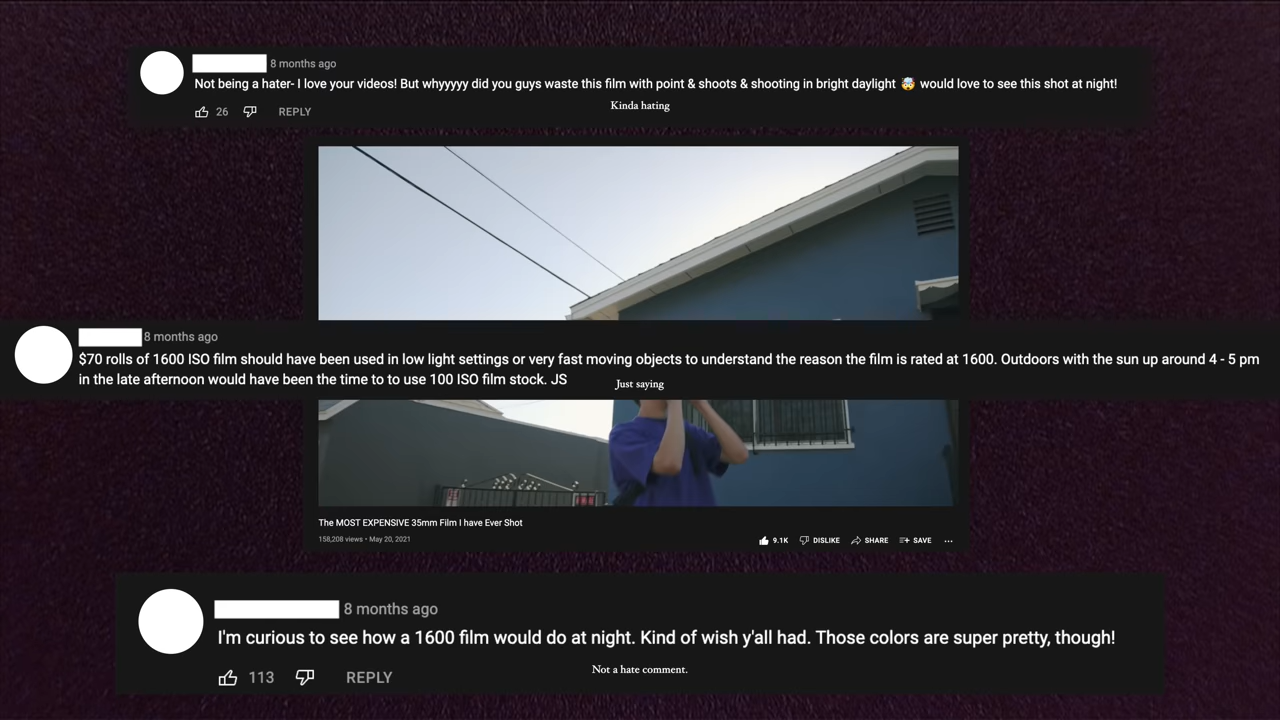 8 months ago
Not being a hater- I love your videos! But whyyyyy did you guys waste this film with point & shoots & shooting in bright daylight 🤯 would love to see this shot at night!
Kinda hating
26 REPLY
8 months ago
$70 rolls of 1600 ISO film should have been used in low light settings or very fast moving objects to understand the reason the film is rated at 1600. Outdoors with the sun up around 4 - 5 pm
in the late afternoon would have been the time to to use 100 ISO film stock. JS
Just saying
The MOST EXPENSIVE 35mm Film I have Ever Shot
158,208 views • May 20, 2021
9.1K DISLIKE SHARE SAVE ...
8 months ago
I'm curious to see how a 1600 film would do at night. Kind of wish y'all had. Those colors are super pretty, though!
Not a hate comment.
113 REPLY